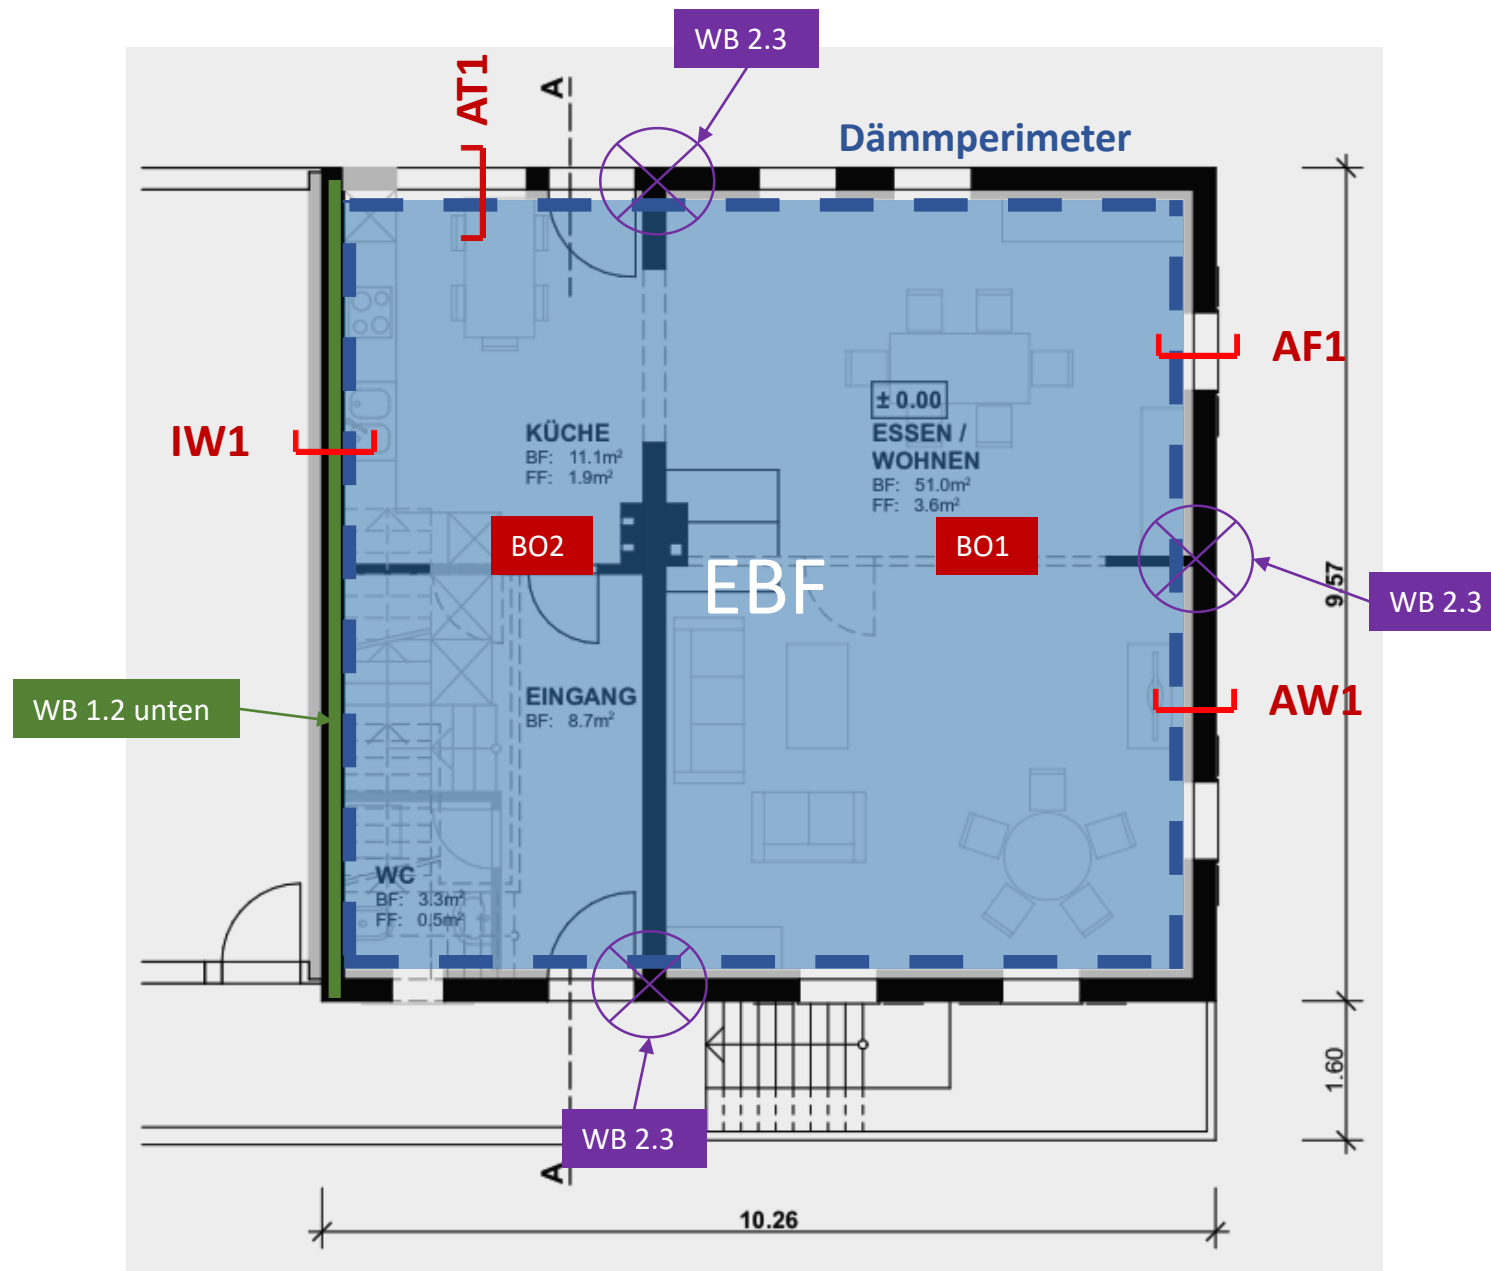 WB 2.3
AT1
A
Dämmperimeter
AF1
± 0.00
KÜCHE
BF: 11.1m²
FF: 1.9m²
ESSEN /
WOHNEN
BF: 51.0m²
FF: 3.6m²
IW1
BO2
BO1
EBF
9.57
WB 2.3
EINGANG
BF: 8.7m²
WB 1.2 unten
AW1
WC
BF: 3.3m²
FF: 0.5m²
1.60
WB 2.3
A
10.26